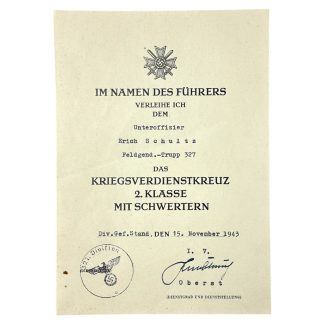 IM NAMEN DES FÜHRERS
VERLEIHE ICH
DEM
Unteroffizier
Erich Schultz
Feldgend.-Trupp 327
DAS
KRIEGSVERDIENSTKREUZ
2. KLASSE
MIT SCHWERTERN
Div.Gef.Stand, DEN 15. November 1943
I. V.
Oberst
(DIENSTGRAD UND DIENSTSTELLUNG)
Division